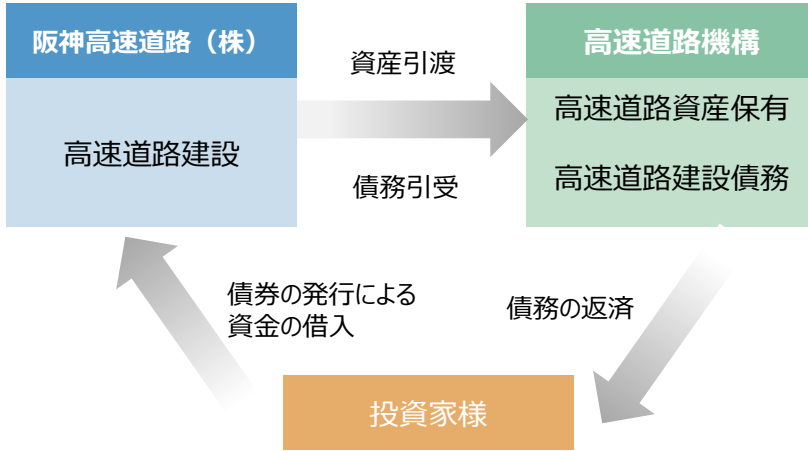 阪神高速道路（株）
高速道路機構
資産引渡
高速道路建設
高速道路資産保有
高速道路建設債務
債務引受
債券の発行による
資金の借入
債務の返済
投資家様